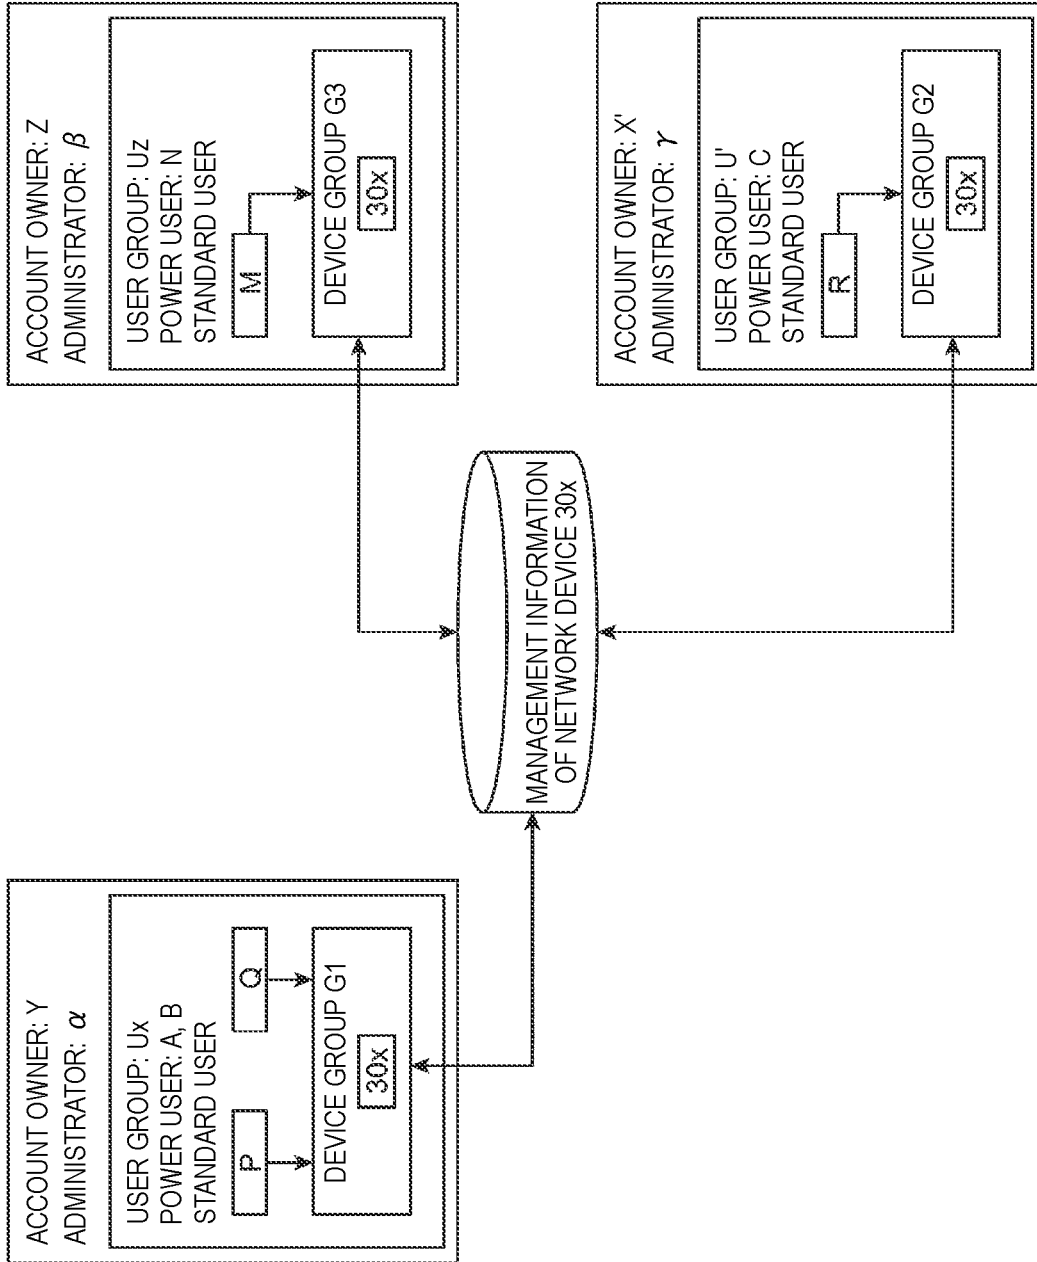 ACCOUNT OWNER: Y
ADMINISTRATOR: α
USER GROUP: Ux
POWER USER: A, B
STANDARD USER
P
Q
DEVICE GROUP G1
30x
MANAGEMENT INFORMATION
OF NETWORK DEVICE 30x
ACCOUNT OWNER: Z
ADMINISTRATOR: β
USER GROUP: Uz
POWER USER: N
STANDARD USER
M
DEVICE GROUP G3
30x
ACCOUNT OWNER: X'
ADMINISTRATOR: γ
USER GROUP: U'
POWER USER: C
STANDARD USER
R
DEVICE GROUP G2
30x